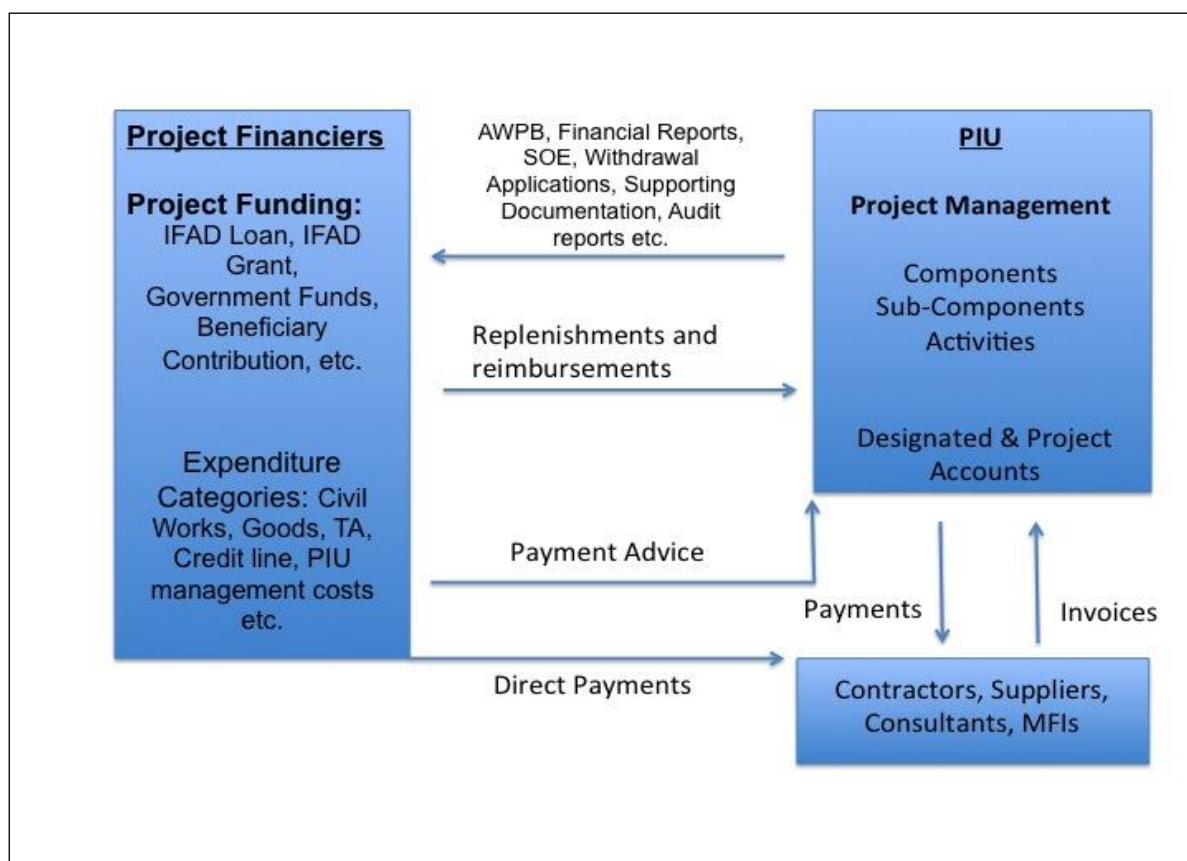 Project Financiers
Project Funding:
IFAD Loan, IFAD
Grant,
Government Funds,
Beneficiary
Contribution, etc.
Expenditure
Categories: Civil
Works, Goods, TA,
Credit line, PIU
management costs
etc.
AWPB, Financial Reports,
SOE, Withdrawal
Applications, Supporting
Documentation, Audit
reports etc.
Replenishments and
reimbursements
Payment Advice
Direct Payments
PIU
Project Management
Components
Sub-Components
Activities
Designated & Project
Accounts
Payments
Invoices
Contractors, Suppliers,
Consultants, MFIs